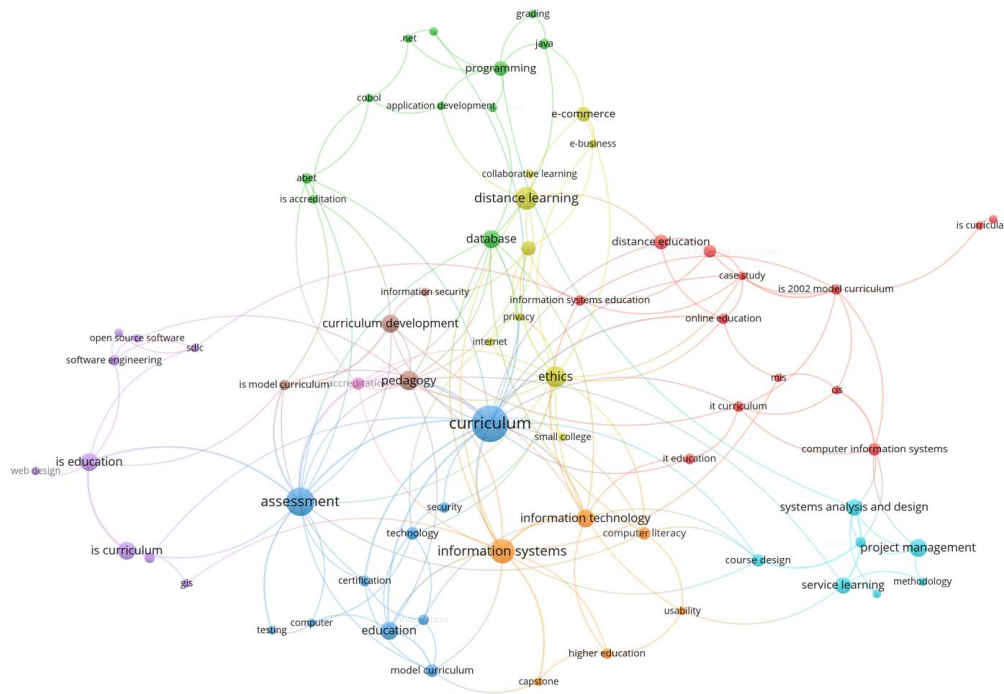 grading
.net
java
programming
cobol
application development
e-commerce
e-business
collaborative learning
abet
distance learning
is accreditation
is curricula
database
distance education
case study
is 2002 model curriculum
information security
information systems education
privacy
online education
curriculum development
open source software
internet
sdlc
software engineering
mis
is model curriculum
accreditation
pedagogy
ethics
cis
it curriculum
curriculum
small college
computer information systems
is education
it education
web design
assessment
security
systems analysis and design
information technology
technology
computer literacy
is curriculum
information systems
project management
course design
gis
certification
service learning
methodology
usability
computer
testing
education
higher education
model curriculum
capstone